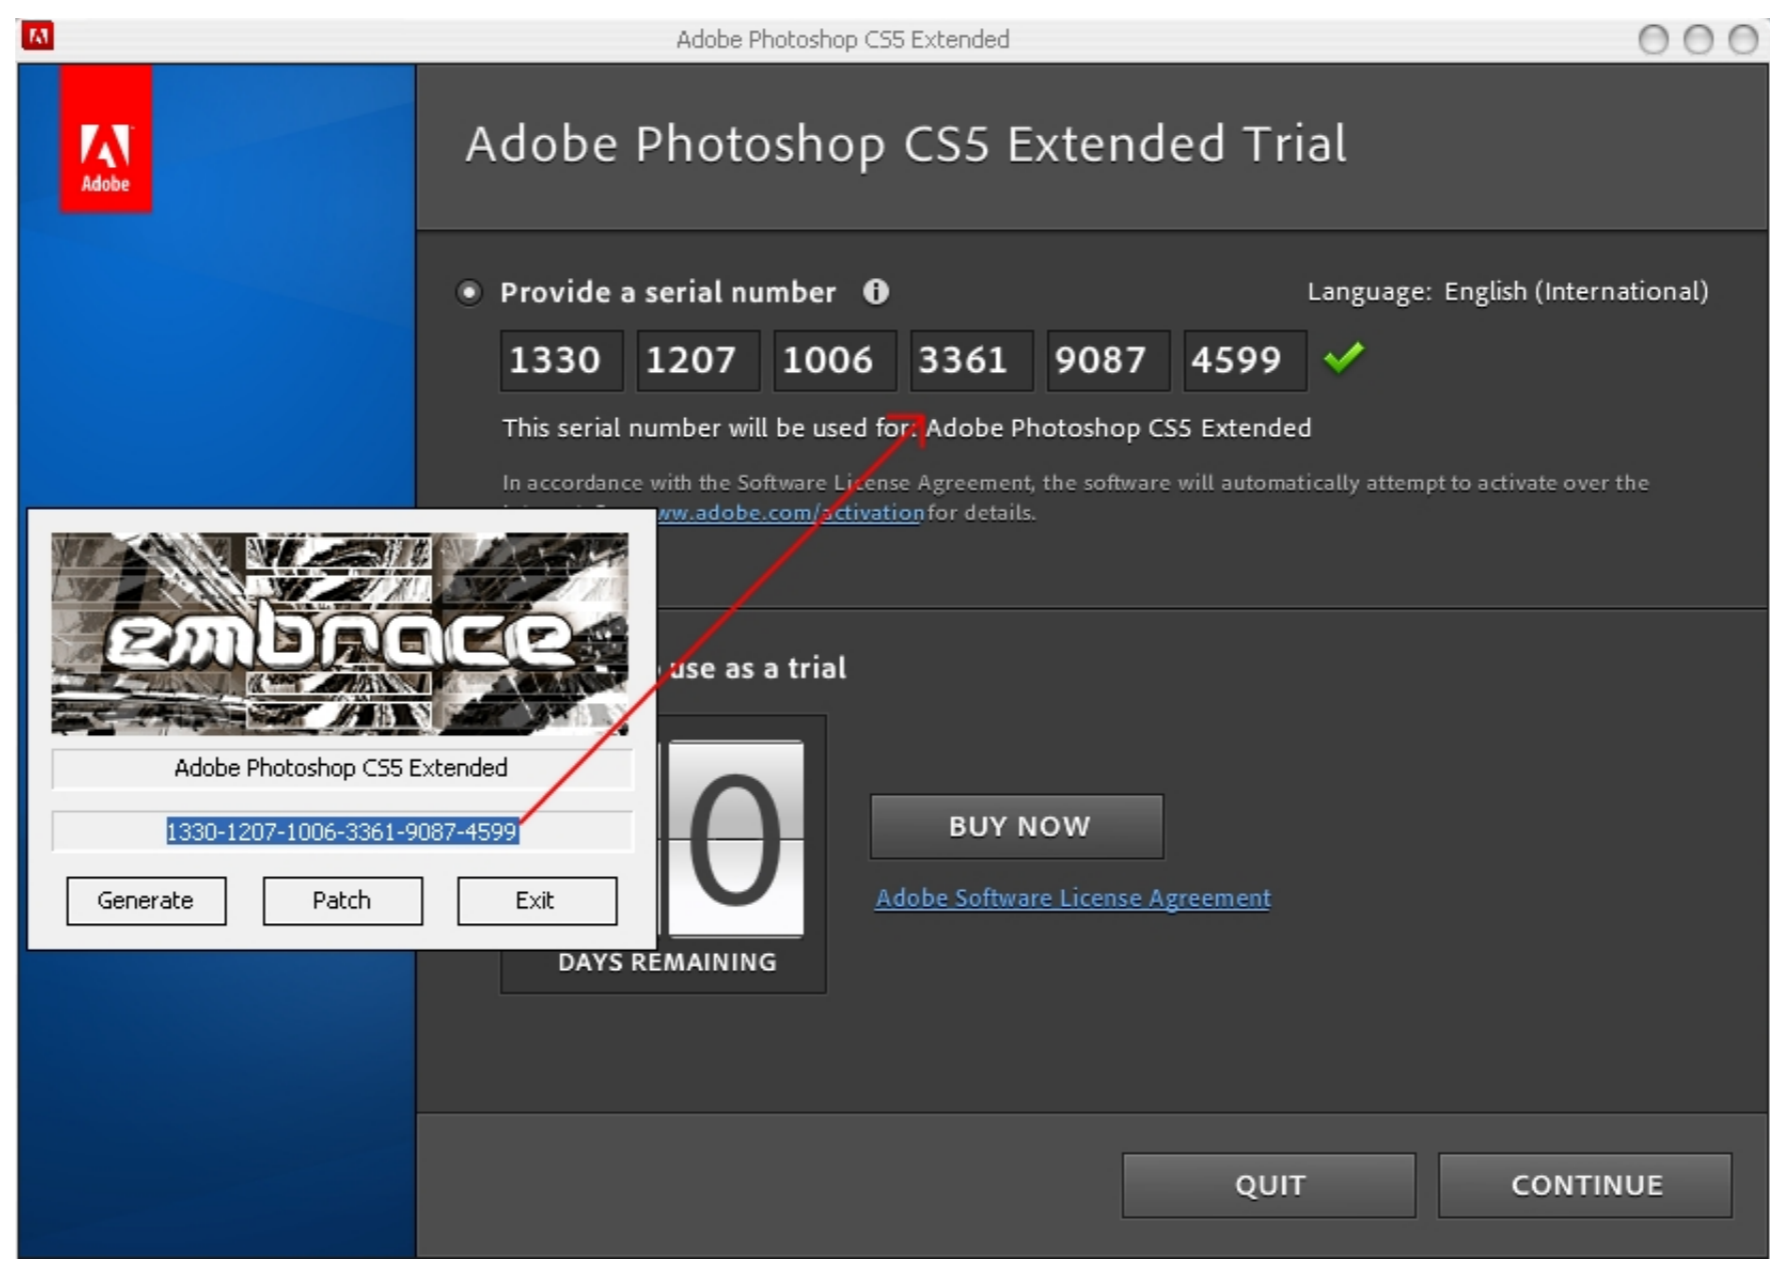 Adobe Photoshop CS5 Extended
Adobe
Adobe Photoshop CS5 Extended Trial
Provide a serial number
Language: English (International)
1330 1207 1006 3361 9087 4599
This serial number will be used for: Adobe Photoshop CS5 Extended
In accordance with the Software License Agreement, the software will automatically attempt to activate over the
ww.adobe.com/activation for details.
embrace
Adobe Photoshop CS5 Extended
1330-1207-1006-3361-9087-4599
Generate Patch Exit
use as a trial
0
DAYS REMAINING
BUY NOW
Adobe Software License Agreement
QUIT CONTINUE